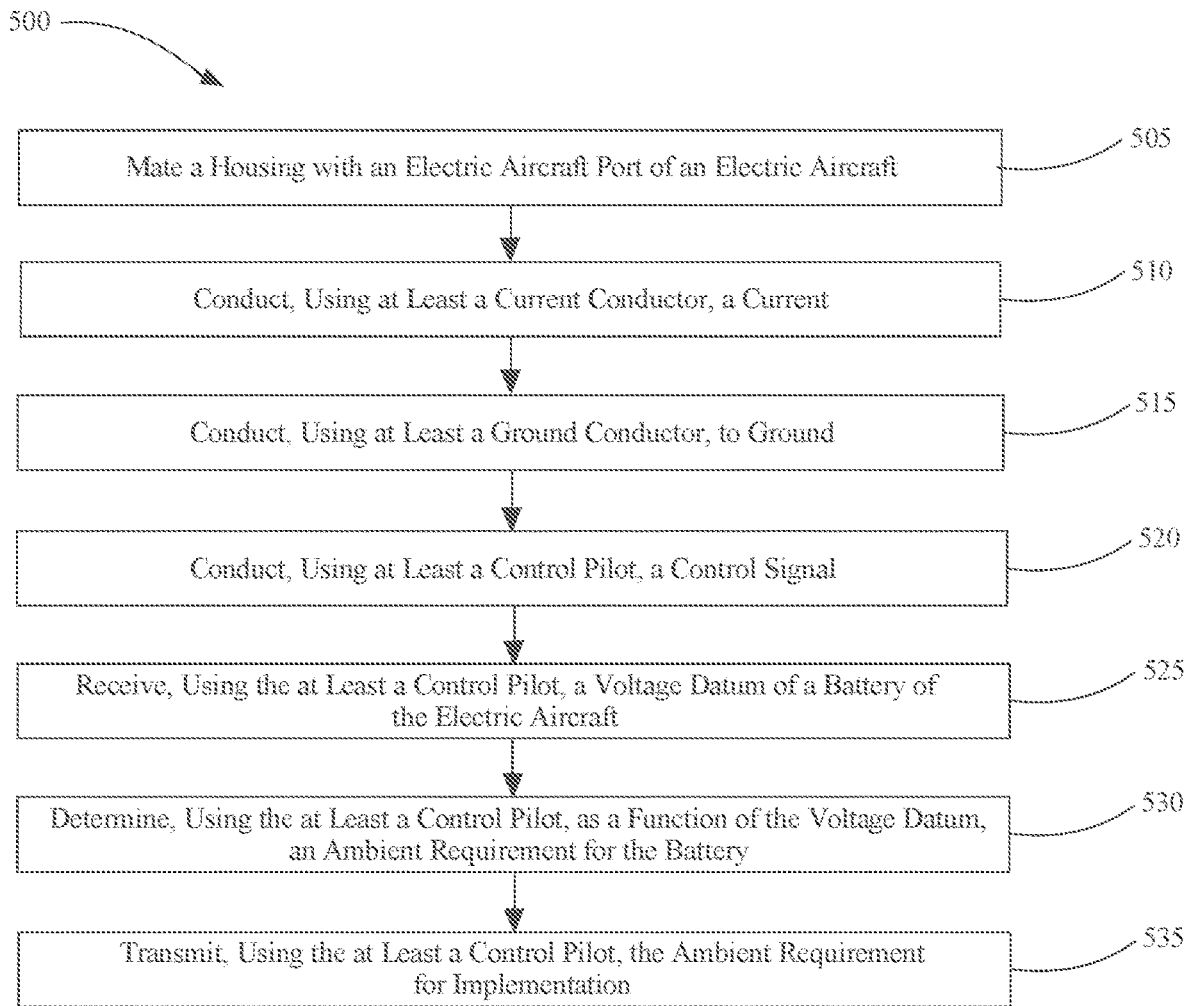 500
505
Mate a Housing with an Electric Aircraft Port of an Electric Aircraft
510
Conduct, Using at Least a Current Conductor, a Current
515
Conduct, Using at Least a Ground Conductor, to Ground
520
Conduct, Using at Least a Control Pilot, a Control Signal
525
Receive, Using the at Least a Control Pilot, a Voltage Datum of a Battery of
the Electric Aircraft
530
Determine, Using the at Least a Control Pilot, as a Function of the Voltage Datum,
an Ambient Requirement for the Battery
535
Transmit, Using the at Least a Control Pilot, the Ambient Requirement
for Implementation